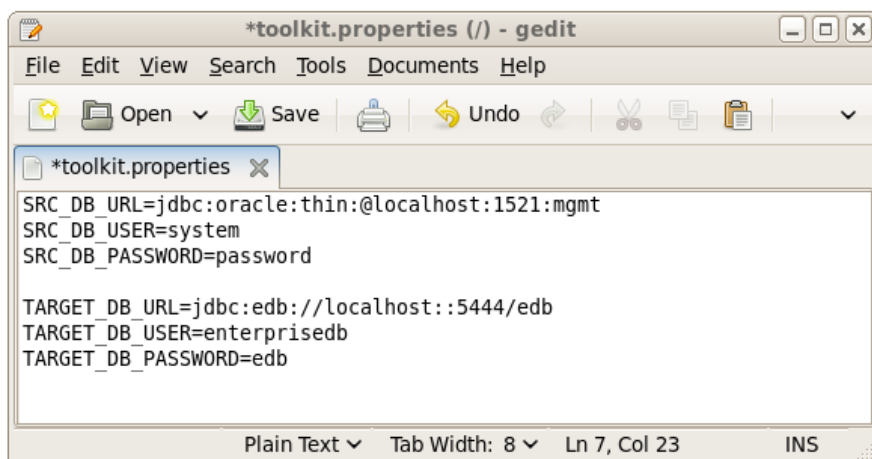 *toolkit.properties (/) - gedit
File Edit View Search Tools Documents Help
Open Save Undo
*toolkit.properties
SRC_DB_URL=jdbc:oracle:thin:@localhost:1521:mgmt
SRC_DB_USER=system
SRC_DB_PASSWORD=password
TARGET_DB_URL=jdbc:edb://localhost::5444/edb
TARGET_DB_USER=enterprisedb
TARGET_DB_PASSWORD=edb
Plain Text Tab Width: 8 Ln 7, Col 23 INS